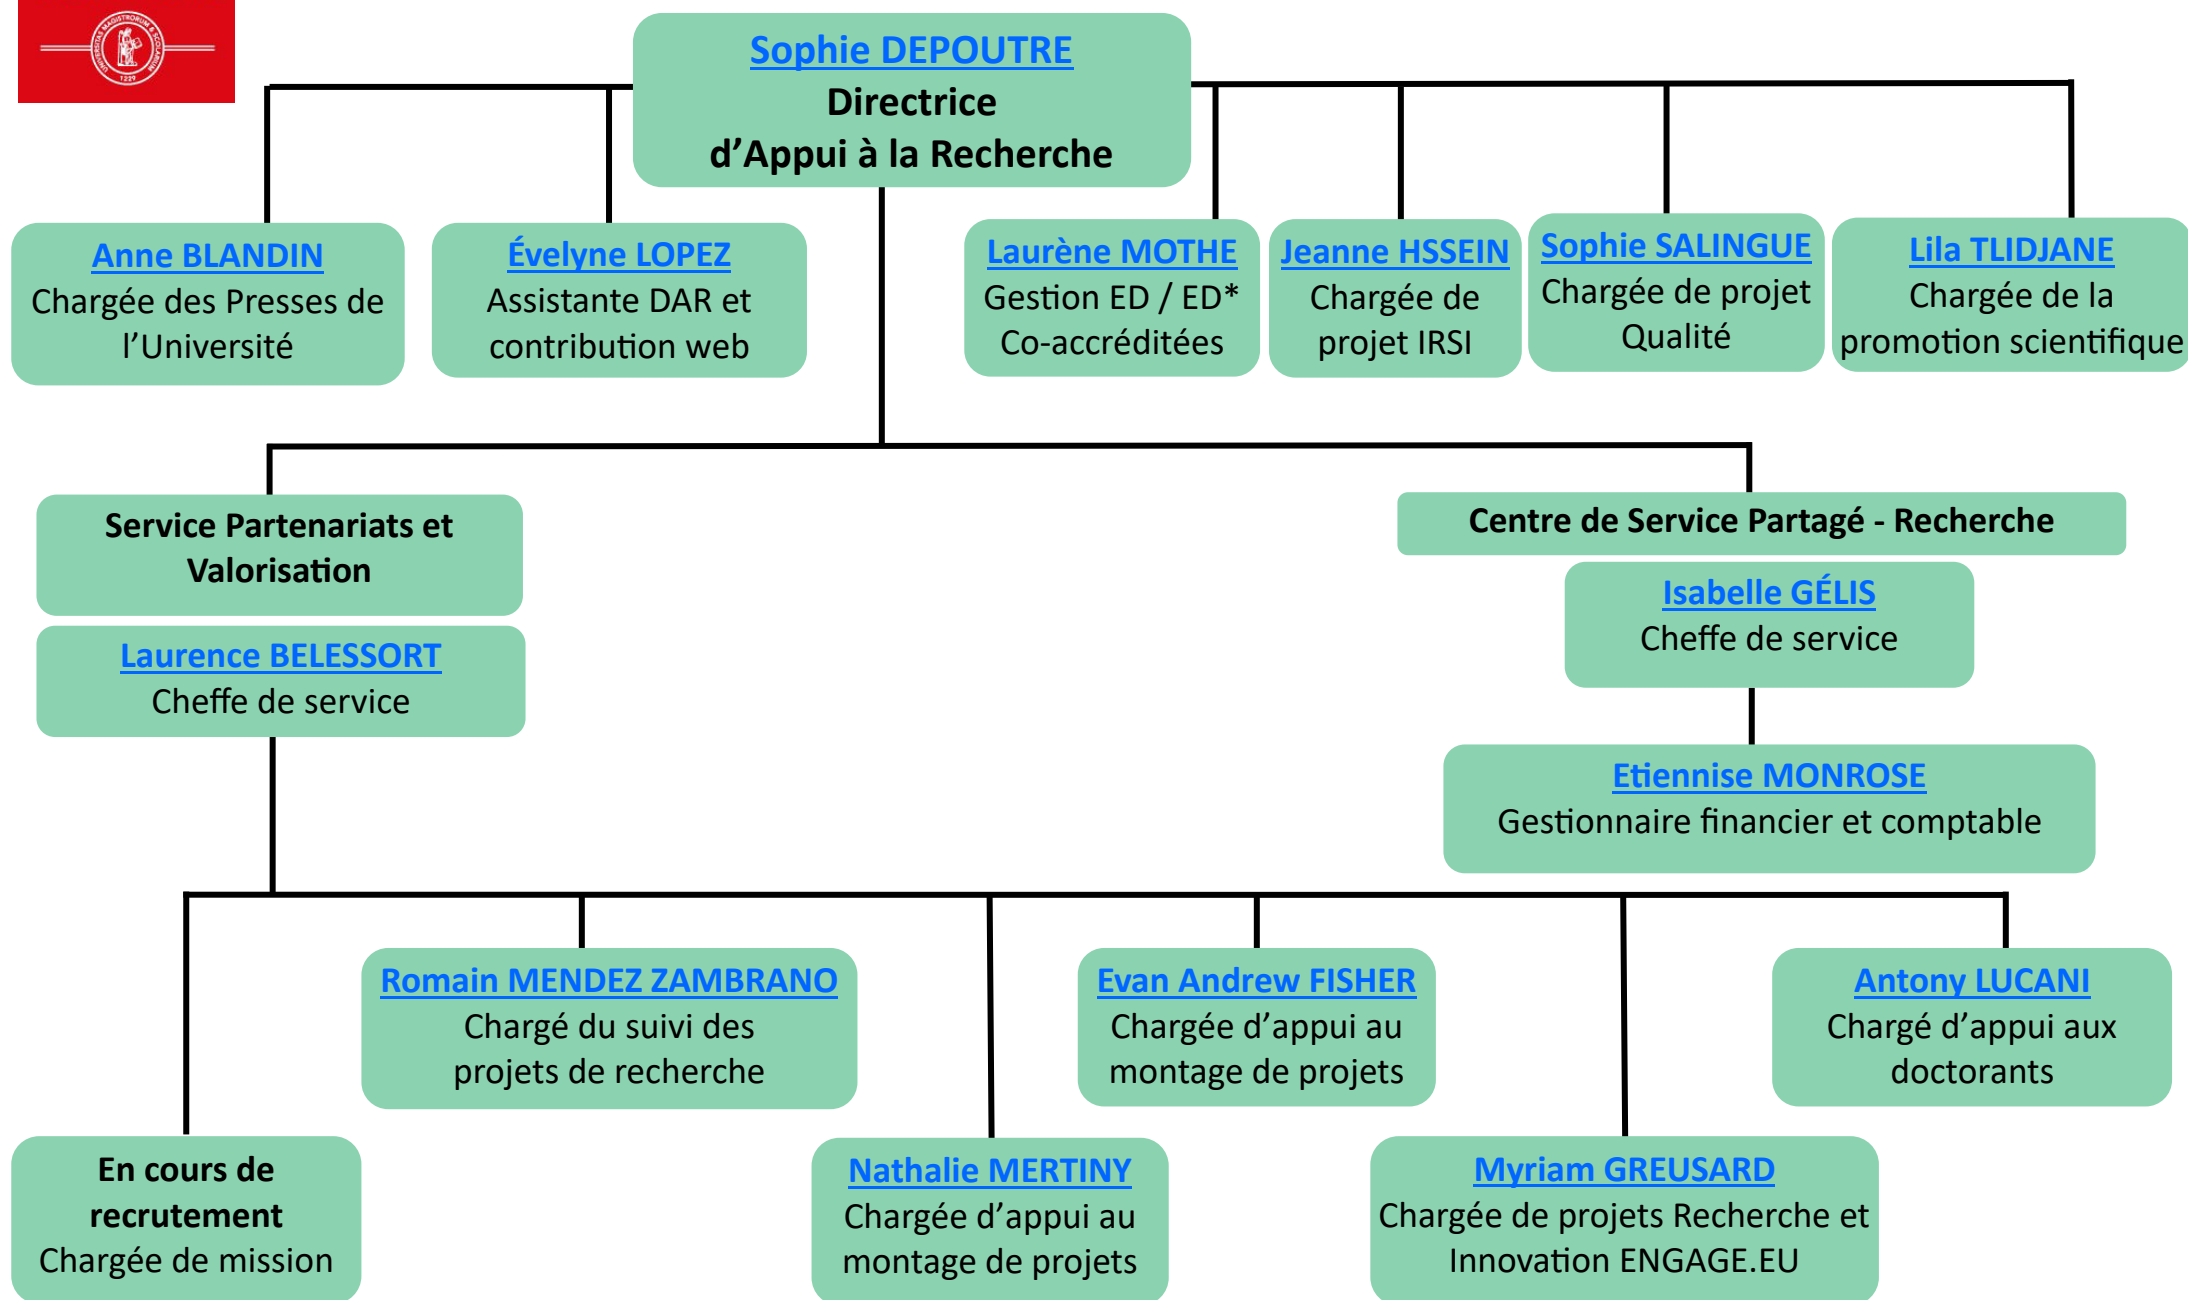 UNIVERSITAS MAGISTRORUM & SCOLARIUM
1229
Sophie DEPOUTRE
Directrice
d’Appui à la Recherche
Anne BLANDIN
Chargée des Presses de
l’Université
Évelyne LOPEZ
Assistante DAR et
contribution web
Laurène MOTHE
Gestion ED / ED*
Co-accréditées
Jeanne HSSEIN
Chargée de
projet IRSI
Sophie SALINGUE
Chargée de projet
Qualité
Lila TLIDJANE
Chargée de la
promotion scientifique
Service Partenariats et
Valorisation
Laurence BELESSORT
Cheffe de service
Centre de Service Partagé - Recherche
Isabelle GÉLIS
Cheffe de service
Etiennise MONROSE
Gestionnaire financier et comptable
Romain MENDEZ ZAMBRANO
Chargé du suivi des
projets de recherche
Evan Andrew FISHER
Chargée d’appui au
montage de projets
Antony LUCANI
Chargé d’appui aux
doctorants
En cours de
recrutement
Chargée de mission
Nathalie MERTINY
Chargée d’appui au
montage de projets
Myriam GREUSARD
Chargée de projets Recherche et
Innovation ENGAGE.EU